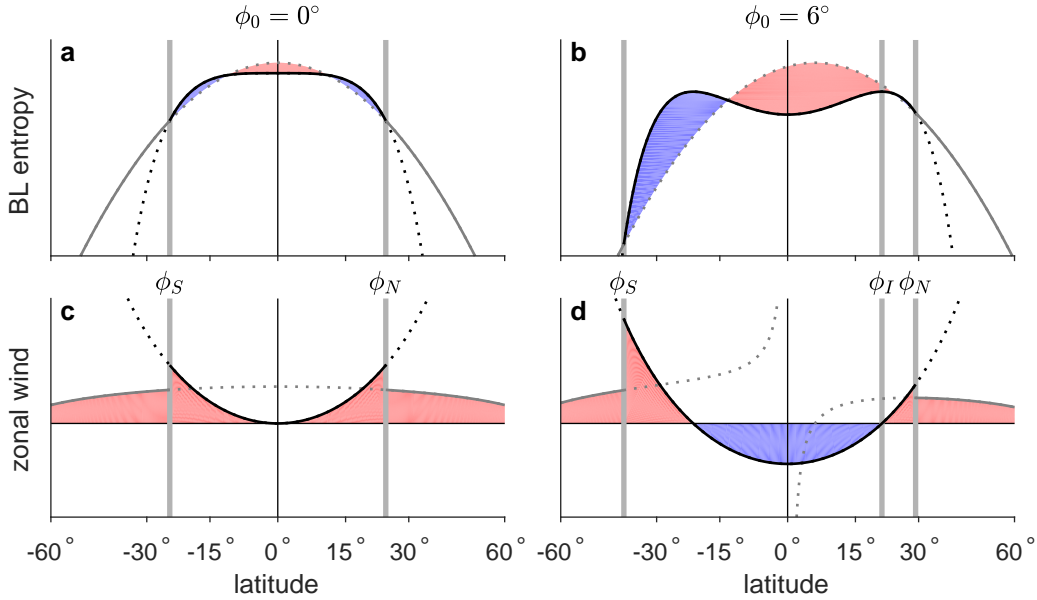 ϕ₀ = 0°
ϕ₀ = 6°
a
b
BL entropy
ϕ_S
ϕ_N
ϕ_S
ϕ_I ϕ_N
c
d
zonal wind
-60° -30° -15° 0° 15° 30° 60°
-60° -30° -15° 0° 15° 30° 60°
latitude
latitude